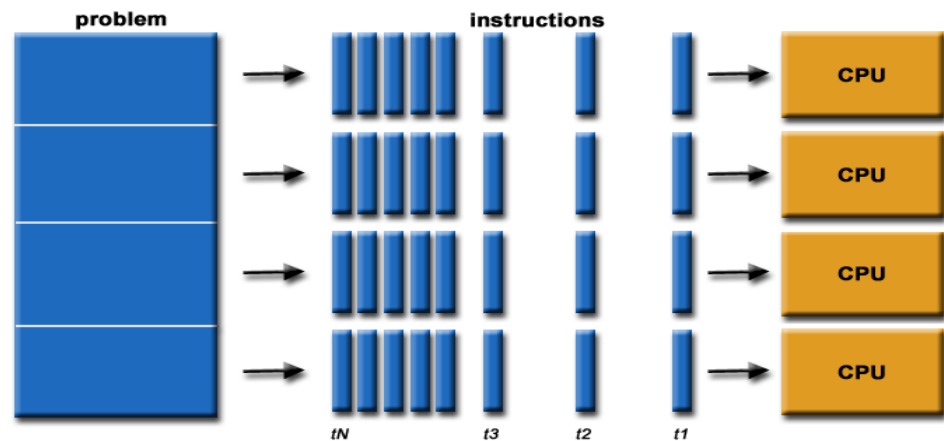 problem
instructions
CPU
CPU
CPU
CPU
tN t3 t2 t1